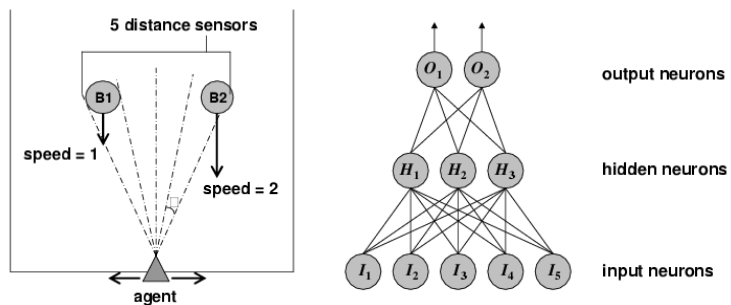 5 distance sensors
B1
B2
speed = 1
speed = 2
agent
O1 O2
output neurons
H1 H2 H3
hidden neurons
I1 I2 I3 I4 I5
input neurons